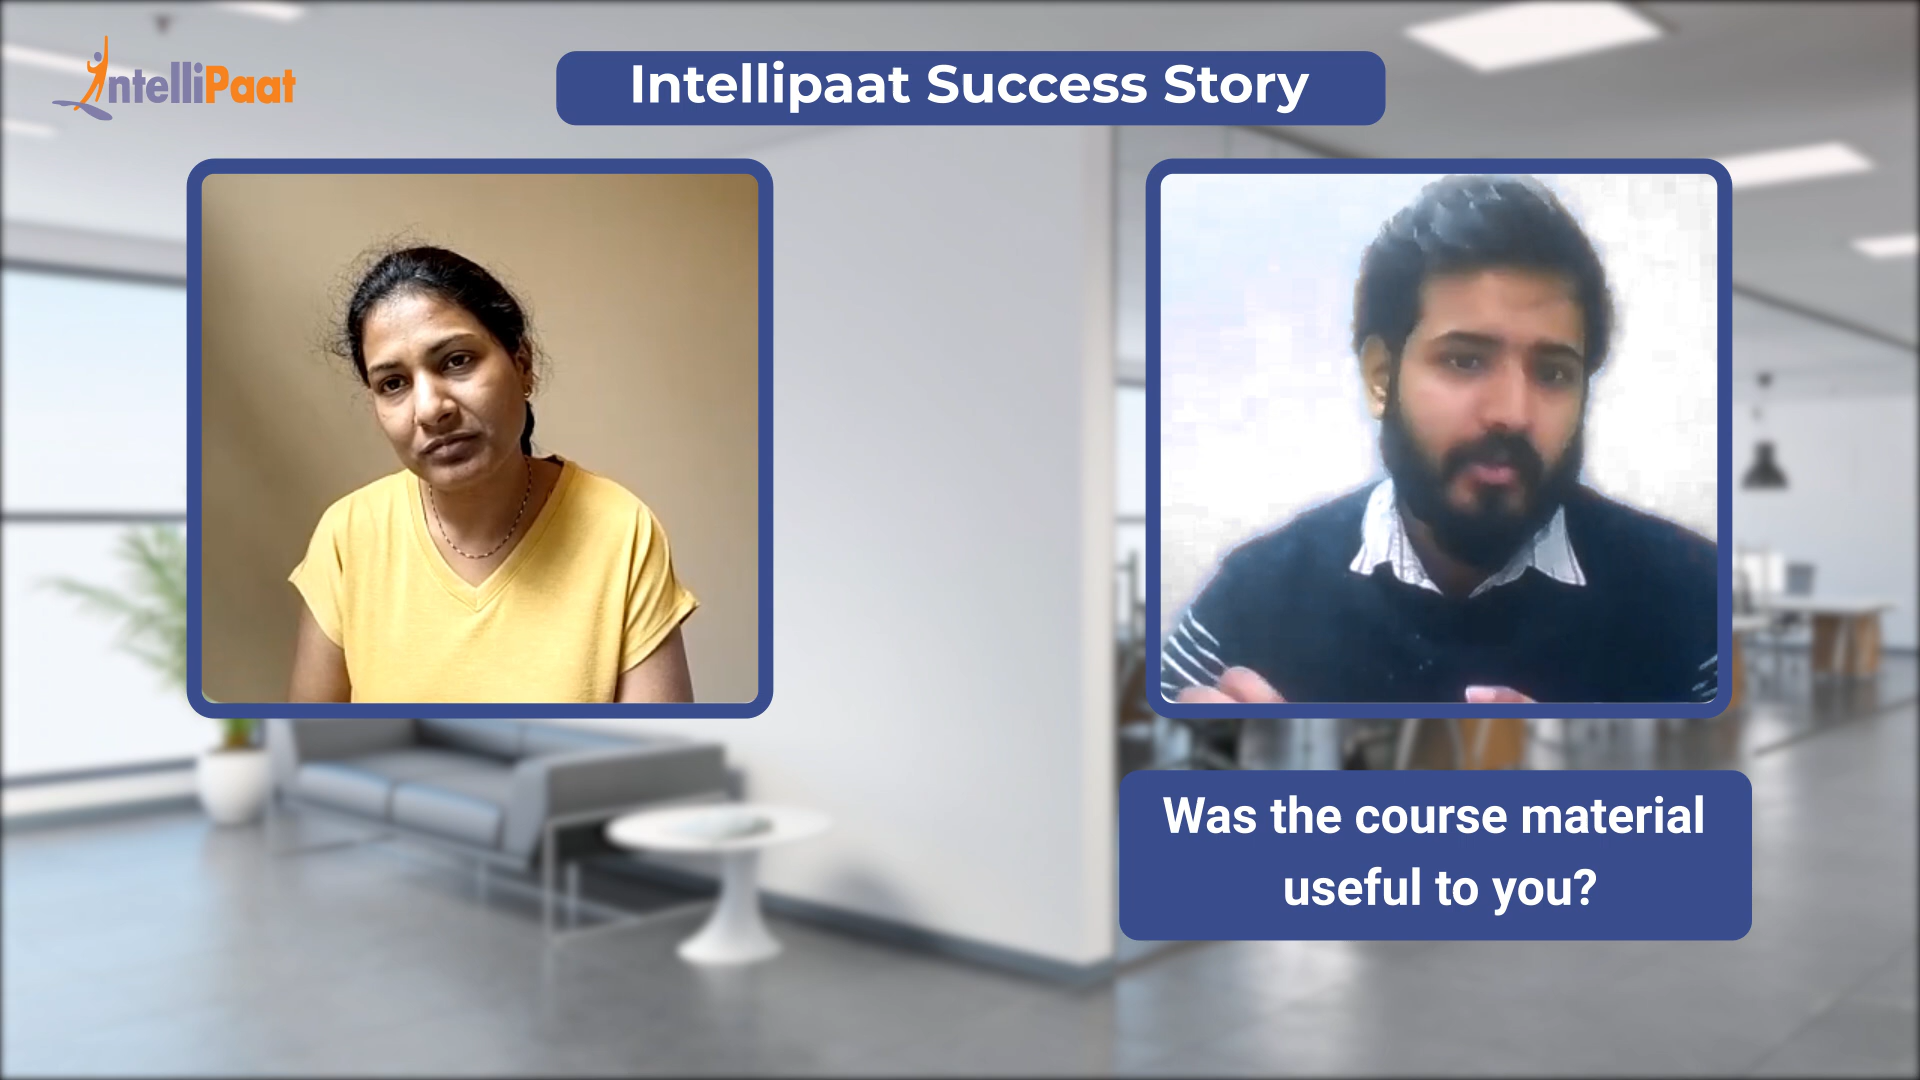 IntelliPaat
Intellipaat Success Story
Was the course material
useful to you?